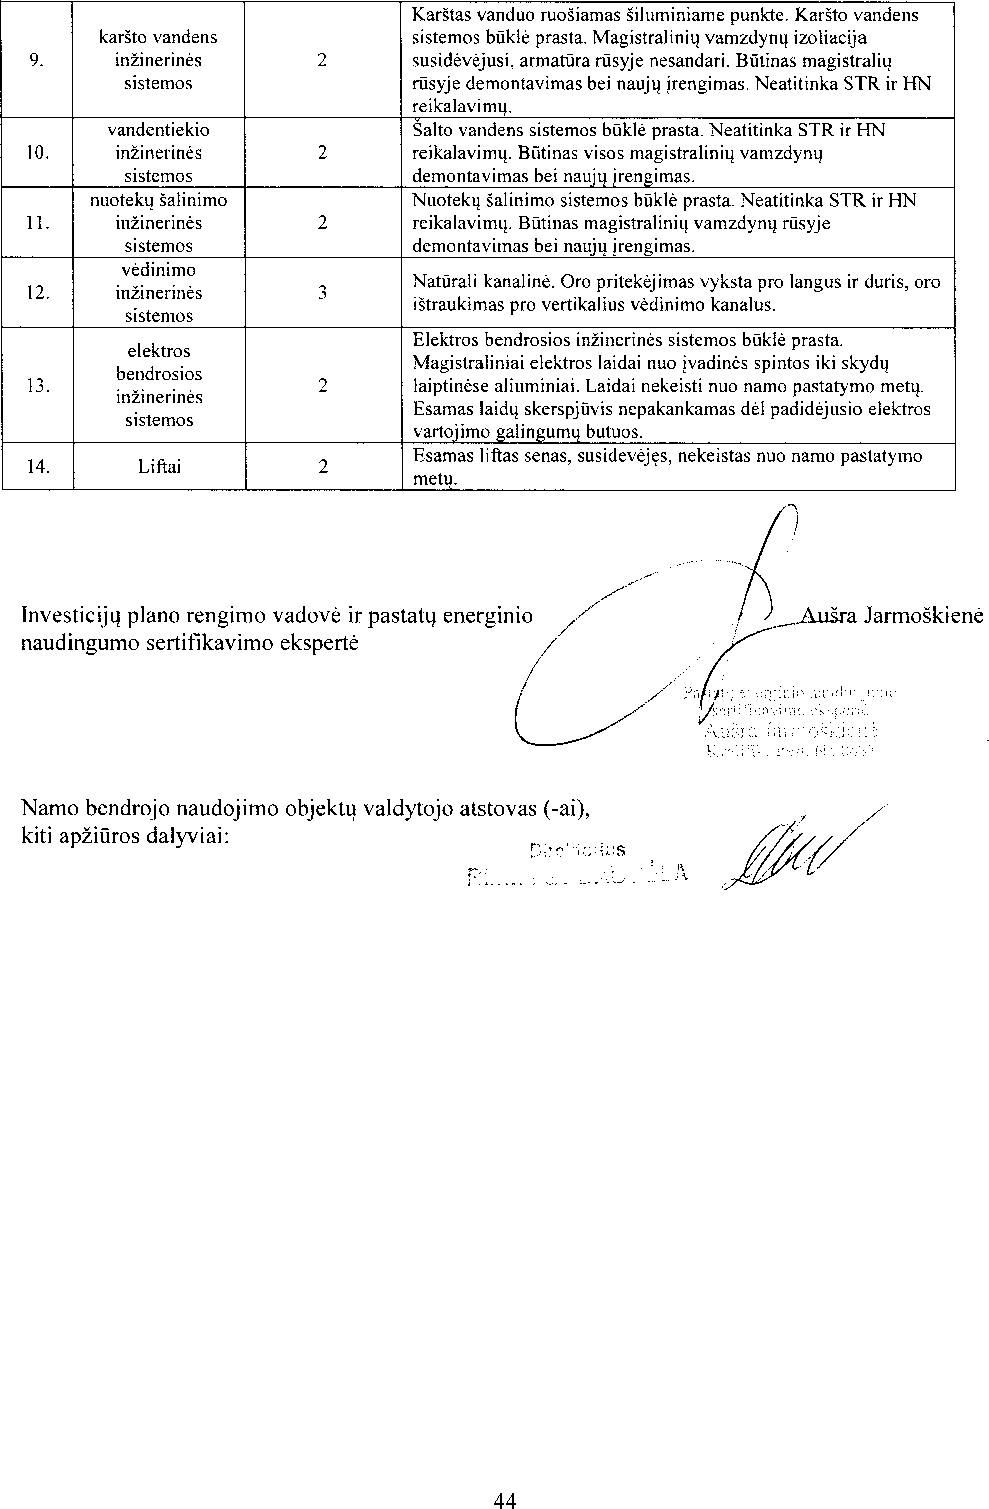 9.
karšto vandens
inžinerinės
sistemos
2
Karštas vanduo ruošiamas šiluminiame punkte. Karšto vandens
sistemos būklė prasta. Magistralinių vamzdynų izoliacija
susidėvėjusi, armatūra rūsyje nesandari. Būtinas magistralių
rūsyje demontavimas bei naujų įrengimas. Neatitinka STR ir HN
reikalavimų.
10.
vandentiekio
inžinerinės
sistemos
2
Šalto vandens sistemos būklė prasta. Neatitinka STR ir HN
reikalavimų. Būtinas visos magistralinių vamzdynų
demontavimas bei naujų įrengimas.
11.
nuotekų šalinimo
inžinerinės
sistemos
2
Nuotekų šalinimo sistemos būklė prasta. Neatitinka STR ir HN
reikalavimų. Būtinas magistralinių vamzdynų rūsyje
demontavimas bei naujų įrengimas.
12.
vėdinimo
inžinerinės
sistemos
3
Natūrali kanalinė. Oro pritekėjimas vyksta pro langus ir duris, oro
ištraukimas pro vertikalius vėdinimo kanalus.
13.
elektros
bendrosios
inžinerinės
sistemos
2
Elektros bendrosios inžinerinės sistemos būklė prasta.
Magistraliniai elektros laidai nuo įvadinės spintos iki skydų
laiptinėse aliuminiai. Laidai nekeisti nuo namo pastatymo metų.
Esamas laidų skerspjūvis nepakankamas dėl padidėjusio elektros
vartojimo galingumų butuos.
14.
Liftai
2
Esamas liftas senas, susidevėjęs, nekeistas nuo namo pastatymo
metų.
Investicijų plano rengimo vadovė ir pastatų energinio
naudingumo sertifikavimo ekspertė
Aušra Jarmoškienė
Aušra Jarmoškienė
Namo bendrojo naudojimo objektų valdytojo atstovas (-ai),
kiti apžiūros dalyviai:
Direktorius
44